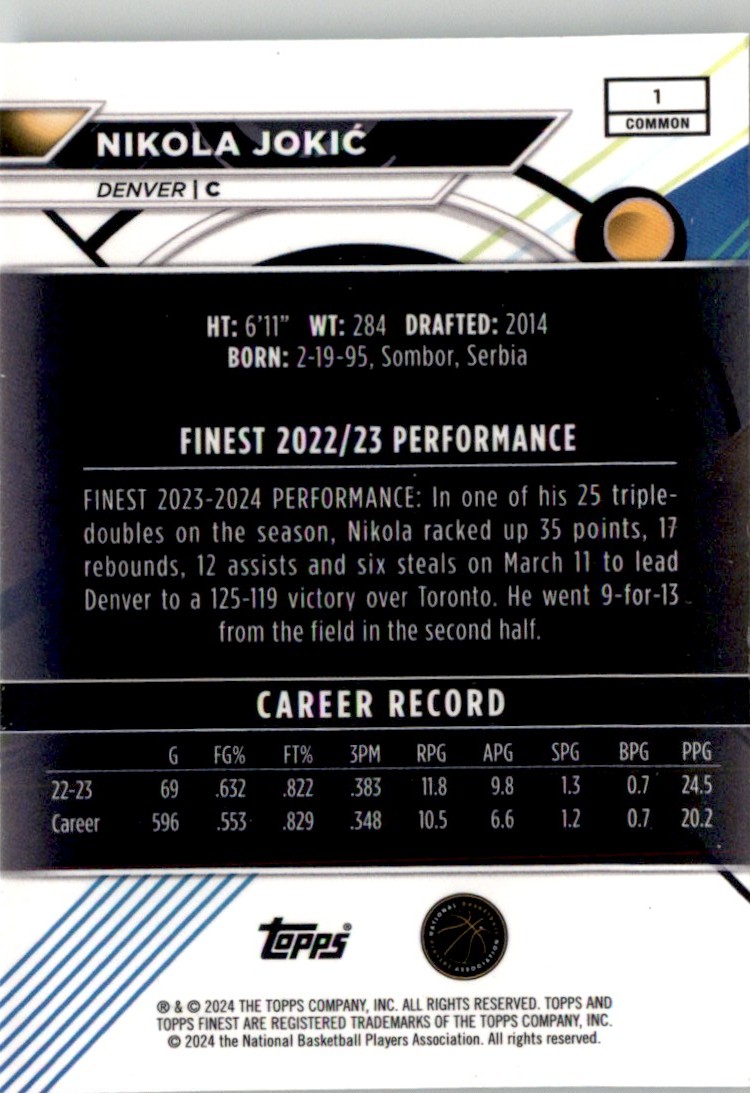 1
COMMON
NIKOLA JOKIĆ
DENVER | C
HT: 6'11" WT: 284 DRAFTED: 2014
BORN: 2-19-95, Sombor, Serbia
FINEST 2022/23 PERFORMANCE
FINEST 2023-2024 PERFORMANCE: In one of his 25 triple-
doubles on the season, Nikola racked up 35 points, 17
rebounds, 12 assists and six steals on March 11 to lead
Denver to a 125-119 victory over Toronto. He went 9-for-13
from the field in the second half.
CAREER RECORD
G FG% FT% 3PM RPG APG SPG BPG PPG
22-23 69 .632 .822 .383 11.8 9.8 1.3 0.7 24.5
Career 596 .553 .829 .348 10.5 6.6 1.2 0.7 20.2
topps®
NATIONAL BASKETBALL
® & © 2024 THE TOPPS COMPANY, INC. ALL RIGHTS RESERVED. TOPPS AND
TOPPS FINEST ARE REGISTERED TRADEMARKS OF THE TOPPS COMPANY, INC.
© 2024 the National Basketball Players Association. All rights reserved.